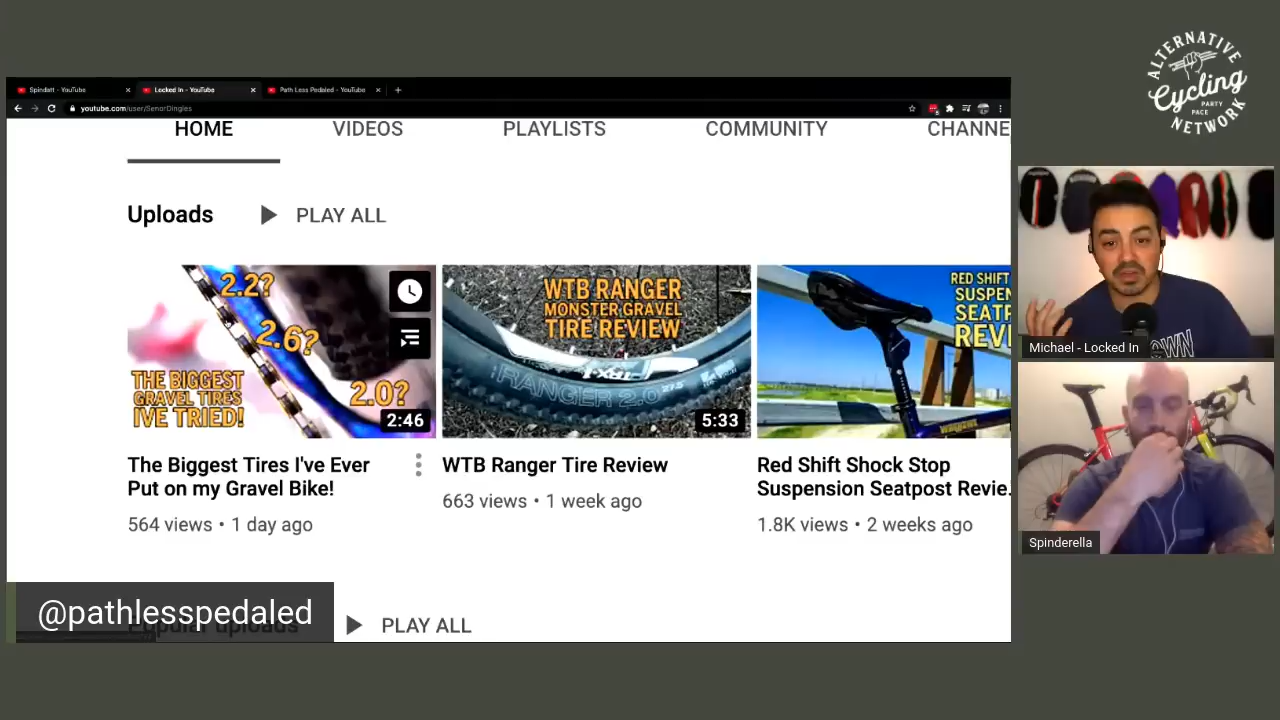 Spindatt - YouTube
Locked In - YouTube
Path Less Pedaled - YouTube
youtube.com/user/SenorDingles
HOME
VIDEOS
PLAYLISTS
COMMUNITY
CHANNE
Uploads
PLAY ALL
2.2?
2.6?
2.0?
THE BIGGEST
GRAVEL TIRES
IVE TRIED!
2:46
The Biggest Tires I've Ever
Put on my Gravel Bike!
564 views • 1 day ago
WTB RANGER
MONSTER GRAVEL
TIRE REVIEW
RANGER 2.0
27.5
5:33
WTB Ranger Tire Review
663 views • 1 week ago
RED SHIFT
SUSPEN
SEATP
REVI
Red Shift Shock Stop
Suspension Seatpost Revie.
1.8K views • 2 weeks ago
@pathlesspedaled
Popular uploads
PLAY ALL
ALTERNATIVE
Cycling
PARTY
PACE
NETWORK
Michael - Locked In
OWN
Spinderella